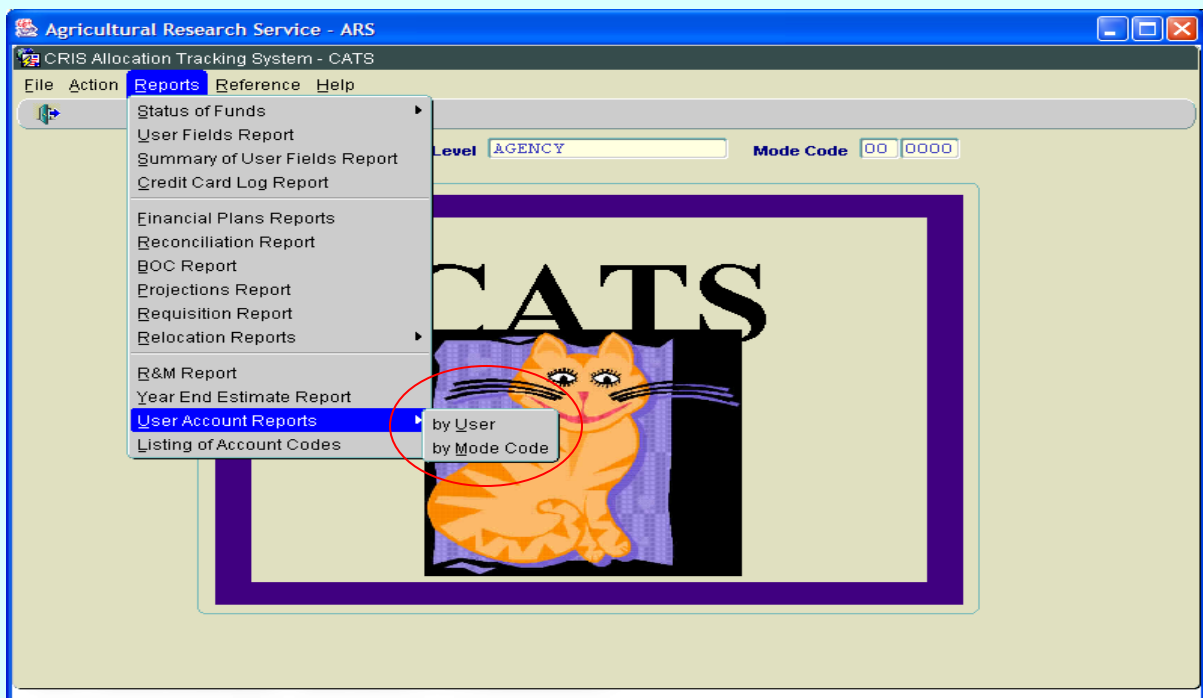 Agricultural Research Service - ARS
CRIS Allocation Tracking System - CATS
File Action Reports Reference Help
Status of Funds
User Fields Report
Level AGENCY Mode Code 00 0000
Summary of User Fields Report
Credit Card Log Report
Financial Plans Reports
Reconciliation Report
BOC Report
Projections Report
Requisition Report
Relocation Reports
CATS
R&M Report
Year End Estimate Report
User Account Reports
by User
Listing of Account Codes
by Mode Code